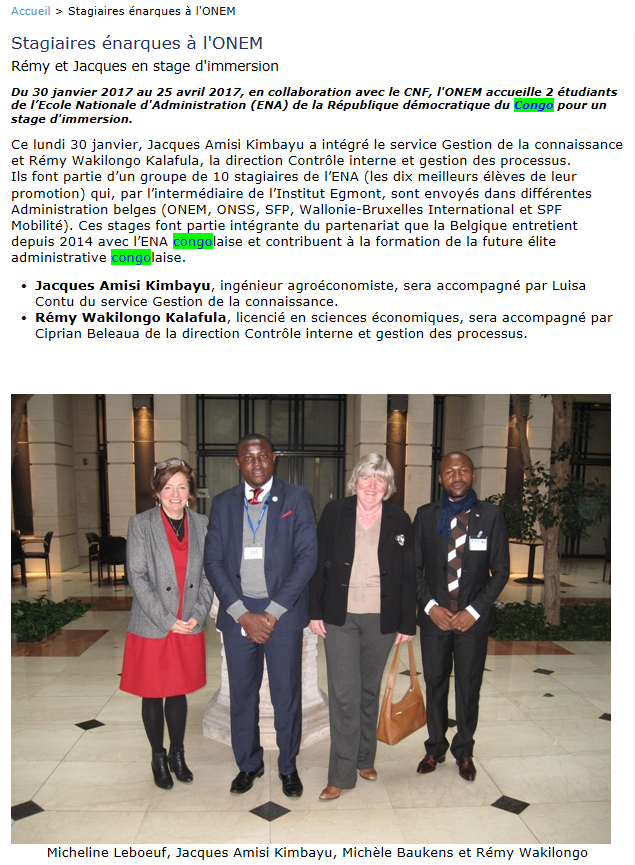 Accueil > Stagiaires énarques à l'ONEM
Stagiaires énarques à l'ONEM
Rémy et Jacques en stage d'immersion
Du 30 janvier 2017 au 25 avril 2017, en collaboration avec le CNF, l'ONEM accueille 2 étudiants
de l’Ecole Nationale d'Administration (ENA) de la République démocratique du Congo pour un
stage d'immersion.
Ce lundi 30 janvier, Jacques Amisi Kimbayu a intégré le service Gestion de la connaissance
et Rémy Wakilongo Kalafula, la direction Contrôle interne et gestion des processus.
Ils font partie d’un groupe de 10 stagiaires de l’ENA (les dix meilleurs élèves de leur
promotion) qui, par l’intermédiaire de l’Institut Egmont, sont envoyés dans différentes
Administration belges (ONEM, ONSS, SFP, Wallonie-Bruxelles International et SPF
Mobilité). Ces stages font partie intégrante du partenariat que la Belgique entretient
depuis 2014 avec l’ENA congolaise et contribuent à la formation de la future élite
administrative congolaise.
• Jacques Amisi Kimbayu, ingénieur agroéconomiste, sera accompagné par Luisa
Contu du service Gestion de la connaissance.
• Rémy Wakilongo Kalafula, licencié en sciences économiques, sera accompagné par
Ciprian Beleaua de la direction Contrôle interne et gestion des processus.
Micheline Leboeuf, Jacques Amisi Kimbayu, Michèle Baukens et Rémy Wakilongo